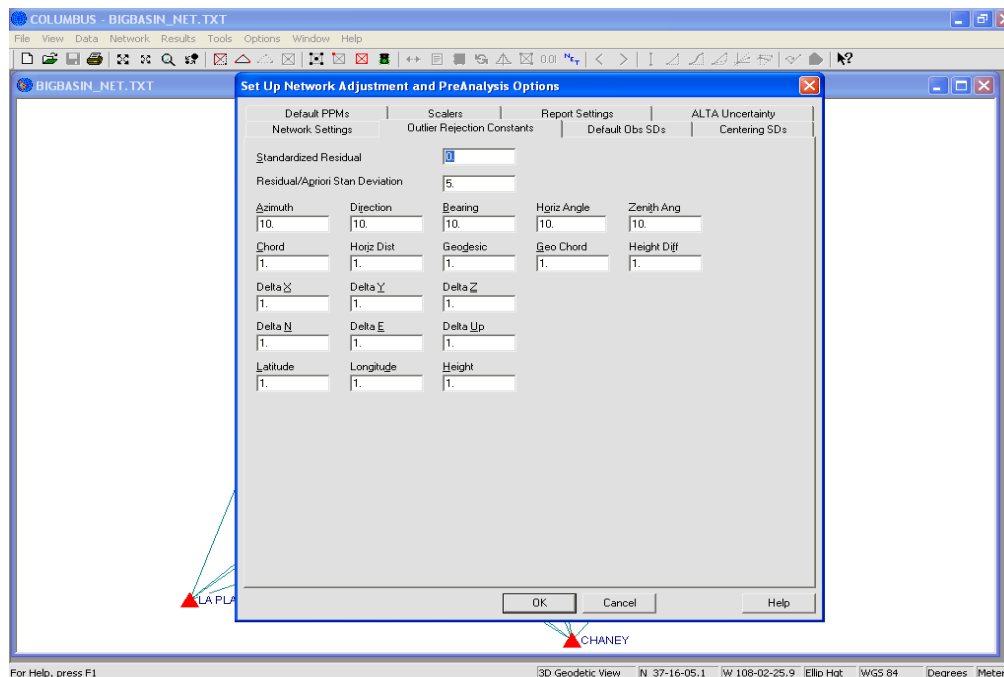 COLUMBUS - BIGBASIN_NET.TXT
File View Data Network Results Tools Options Window Help
0.01 NET
BIGBASIN_NET.TXT
Set Up Network Adjustment and PreAnalysis Options
Default PPMs Scalers Report Settings ALTA Uncertainty
Network Settings Outlier Rejection Constants Default Obs SDs Centering SDs
Standardized Residual 0.
Residual/Apriori Stan Deviation 5.
Azimuth Direction Bearing Horiz Angle Zenith Ang
10. 10. 10. 10. 10.
Chord Horiz Dist Geodesic Geo Chord Height Diff
1. 1. 1. 1. 1.
Delta X Delta Y Delta Z
1. 1. 1.
Delta N Delta E Delta Up
1. 1. 1.
Latitude Longitude Height
1. 1. 1.
LA PLA
OK Cancel Help
CHANEY
For Help, press F1 3D Geodetic View N 37-16-05.1 W 108-02-25.9 Ellip Hgt WGS 84 Degrees Meter